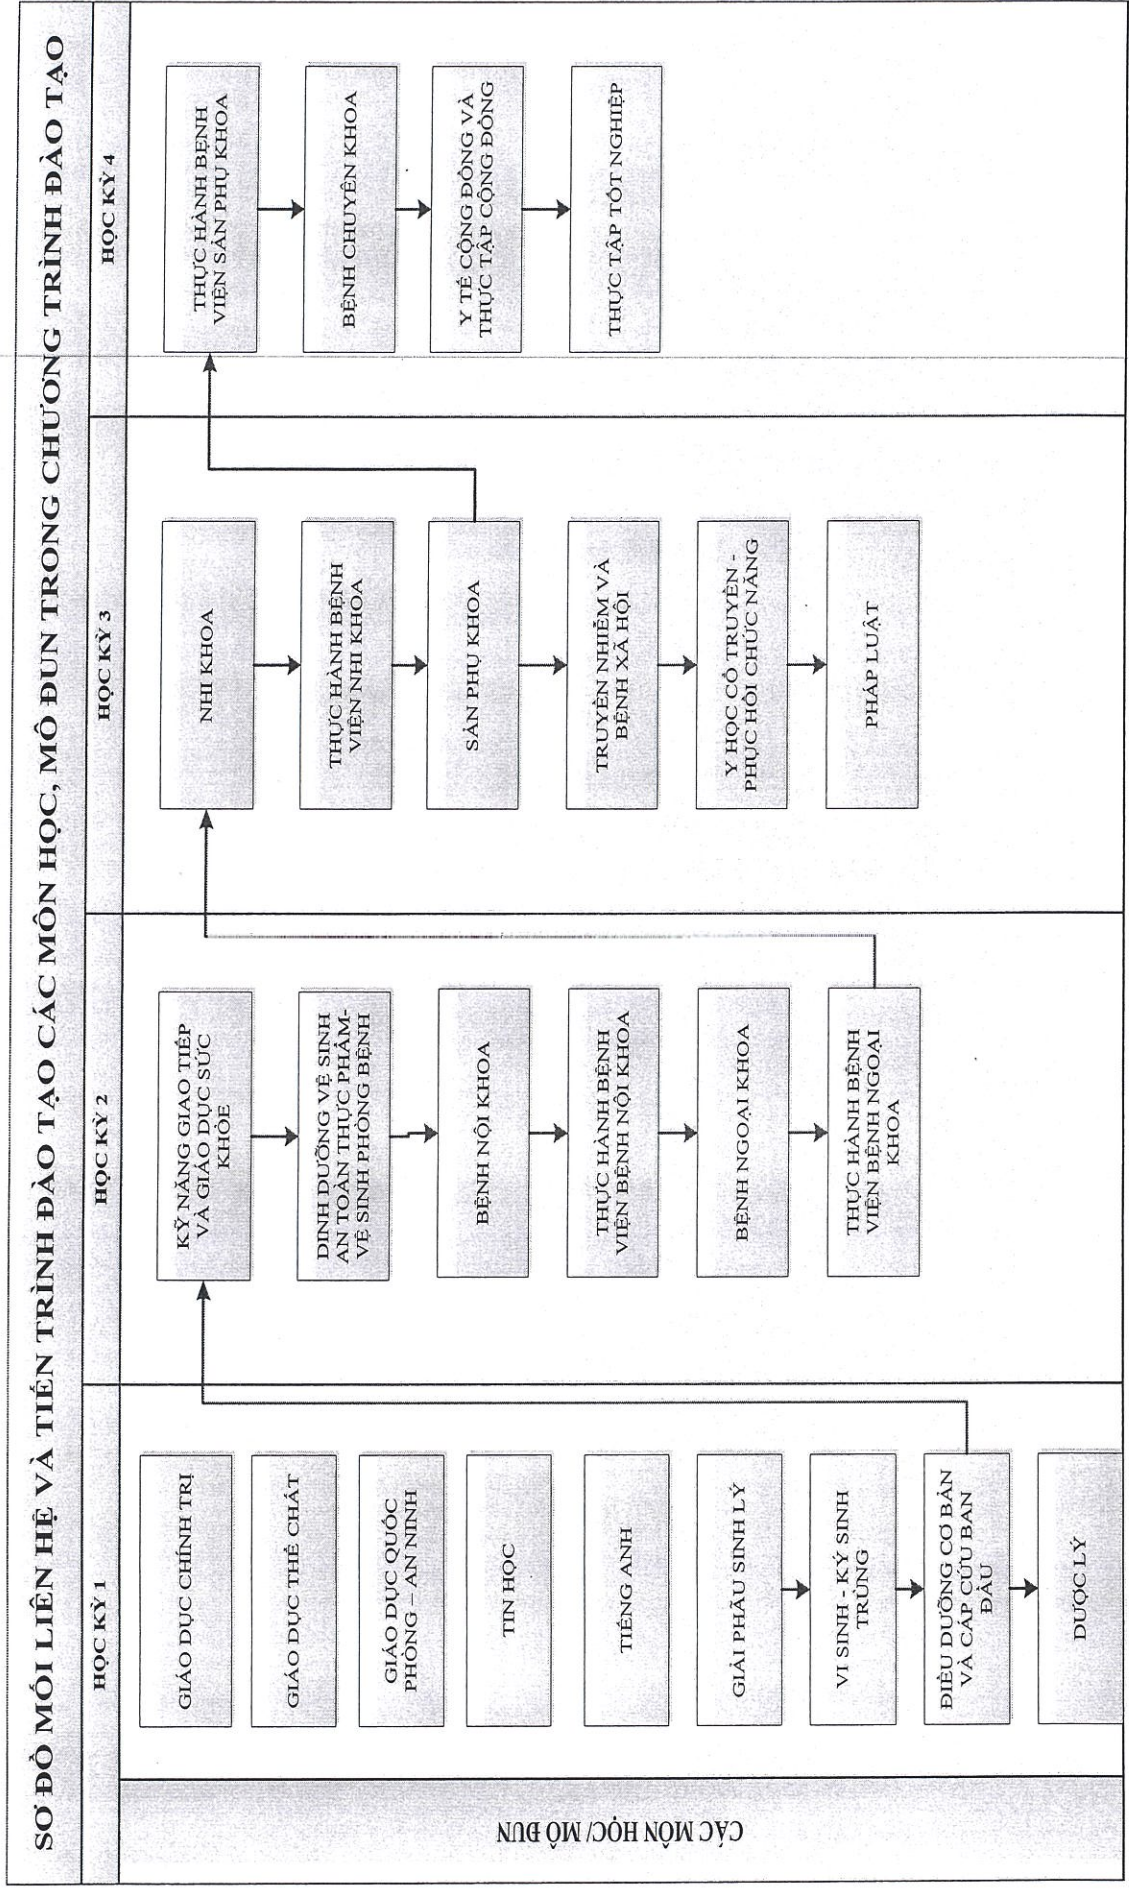 SƠ ĐỒ MỐI LIÊN HỆ VÀ TIẾN TRÌNH ĐÀO TẠO CÁC MÔN HỌC, MÔ ĐUN TRONG CHƯƠNG TRÌNH ĐÀO TẠO
CÁC MÔN HỌC/ MÔ ĐUN
HỌC KỲ 1
GIÁO DỤC CHÍNH TRỊ
GIÁO DỤC THỂ CHẤT
GIÁO DỤC QUỐC
PHÒNG – AN NINH
TIN HỌC
TIẾNG ANH
GIẢI PHẪU SINH LÝ
VI SINH - KÝ SINH
TRÙNG
ĐIỀU DƯỠNG CƠ BẢN
VÀ CẤP CỨU BAN
ĐẦU
DƯỢC LÝ
HỌC KỲ 2
KỸ NĂNG GIAO TIẾP
VÀ GIÁO DỤC SỨC
KHỎE
DINH DƯỠNG VỆ SINH
AN TOÀN THỰC PHẨM-
VỆ SINH PHÒNG BỆNH
BỆNH NỘI KHOA
THỰC HÀNH BỆNH
VIỆN BỆNH NỘI KHOA
BỆNH NGOẠI KHOA
THỰC HÀNH BỆNH
VIỆN BỆNH NGOẠI
KHOA
HỌC KỲ 3
NHI KHOA
THỰC HÀNH BỆNH
VIỆN NHI KHOA
SẢN PHỤ KHOA
TRUYỀN NHIỄM VÀ
BỆNH XÃ HỘI
Y HỌC CỔ TRUYỀN -
PHỤC HỒI CHỨC NĂNG
PHÁP LUẬT
HỌC KỲ 4
THỰC HÀNH BỆNH
VIỆN SẢN PHỤ KHOA
BỆNH CHUYÊN KHOA
Y TẾ CỘNG ĐỒNG VÀ
THỰC TẬP CỘNG ĐỒNG
THỰC TẬP TỐT NGHIỆP